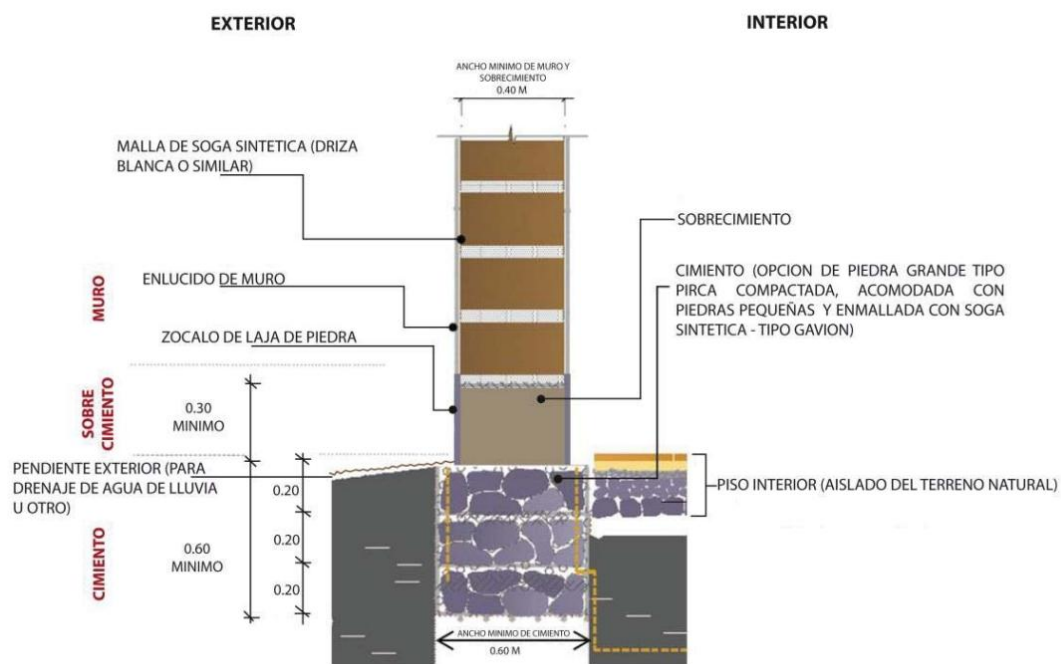 EXTERIOR
INTERIOR
ANCHO MINIMO DE MURO Y
SOBRECIMIENTO
0.40 M
MALLA DE SOGA SINTETICA (DRIZA
BLANCA O SIMILAR)
SOBRECIMIENTO
CIMIENTO (OPCION DE PIEDRA GRANDE TIPO
PIRCA COMPACTADA, ACOMODADA CON
PIEDRAS PEQUEÑAS Y ENMALLADA CON SOGA
SINTETICA - TIPO GAVION)
MURO
ENLUCIDO DE MURO
ZOCALO DE LAJA DE PIEDRA
SOBRE
CIMIENTO
0.30
MINIMO
PENDIENTE EXTERIOR (PARA
DRENAJE DE AGUA DE LLUVIA
U OTRO)
0.20
PISO INTERIOR (AISLADO DEL TERRENO NATURAL)
CIMIENTO
0.60
MINIMO
0.20
0.20
ANCHO MINIMO DE CIMIENTO
0.60 M